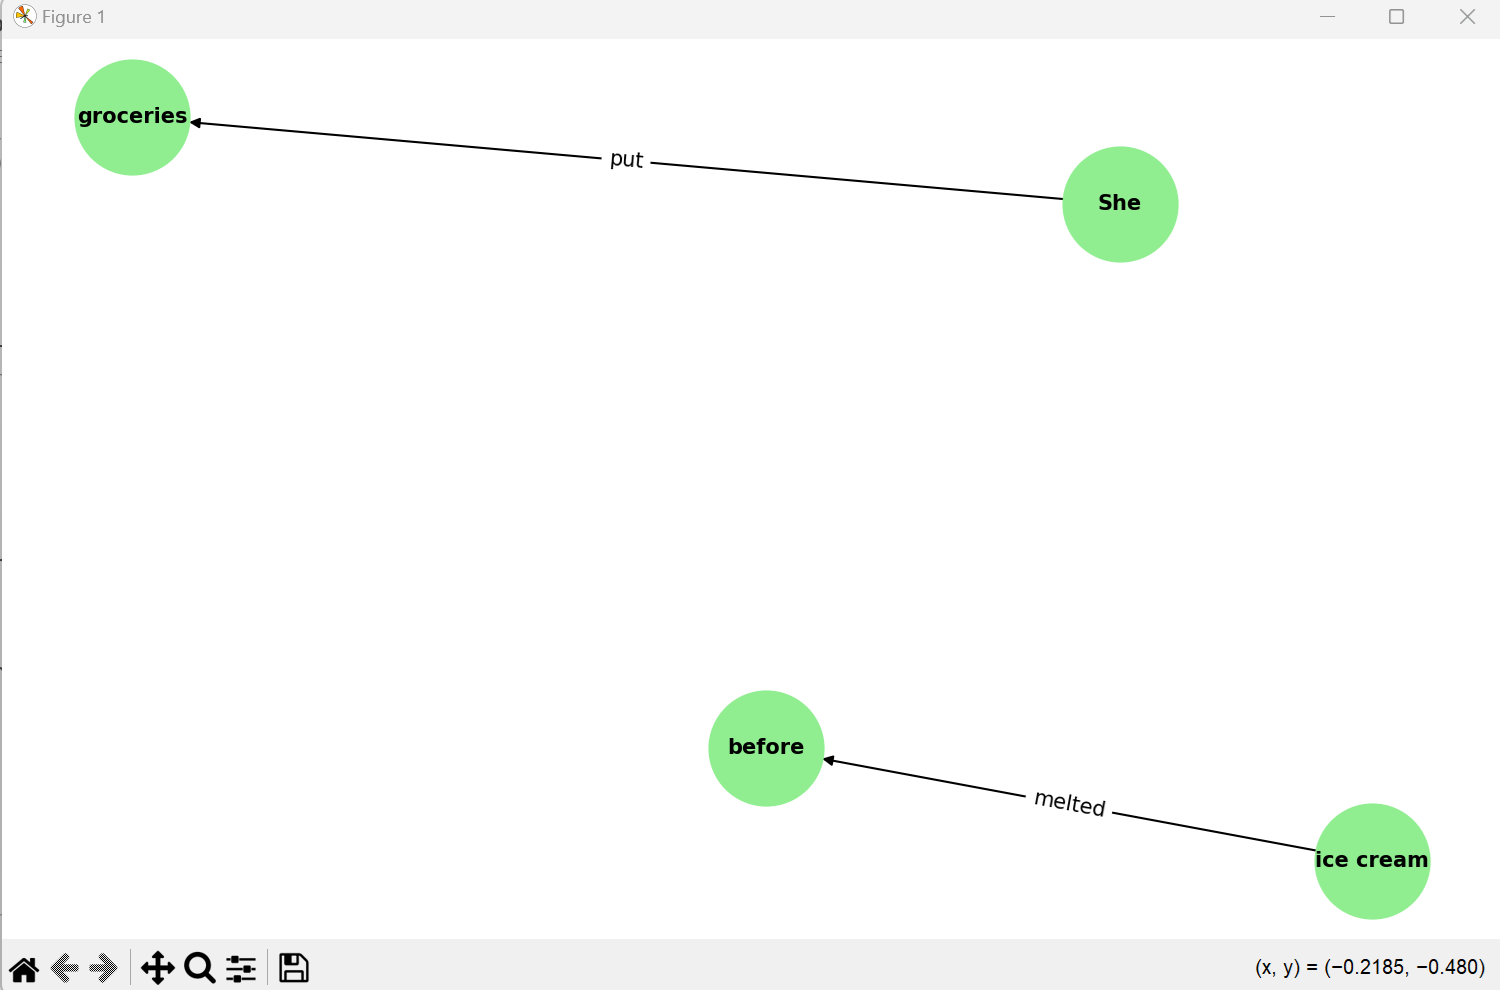 Figure 1
groceries
put
She
before
melted
ice cream
(x, y) = (−0.2185, −0.480)